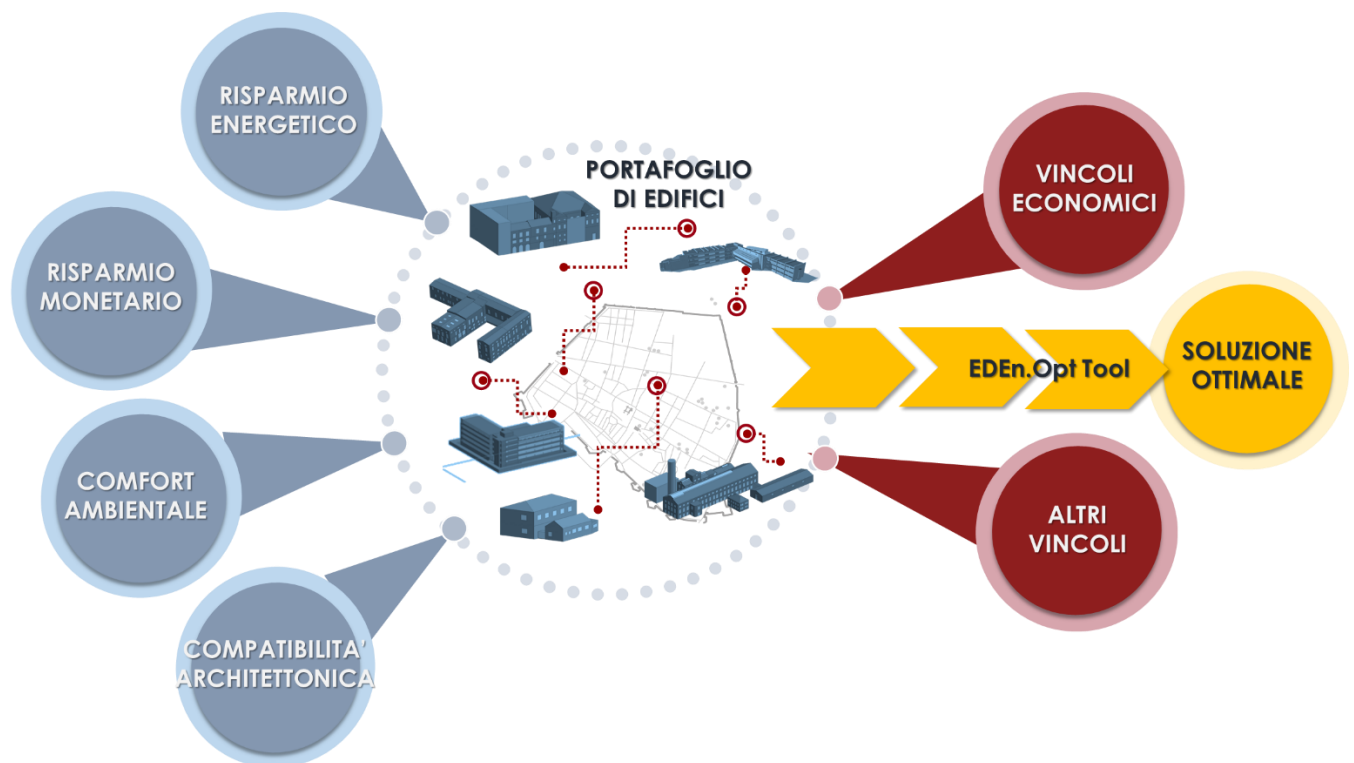 RISPARMIO
ENERGETICO
RISPARMIO
MONETARIO
COMFORT
AMBIENTALE
COMPATIBILITA'
ARCHITETTONICA
PORTAFOGLIO
DI EDIFICI
VINCOLI
ECONOMICI
EDEn.Opt Tool
SOLUZIONE
OTTIMALE
ALTRI
VINCOLI